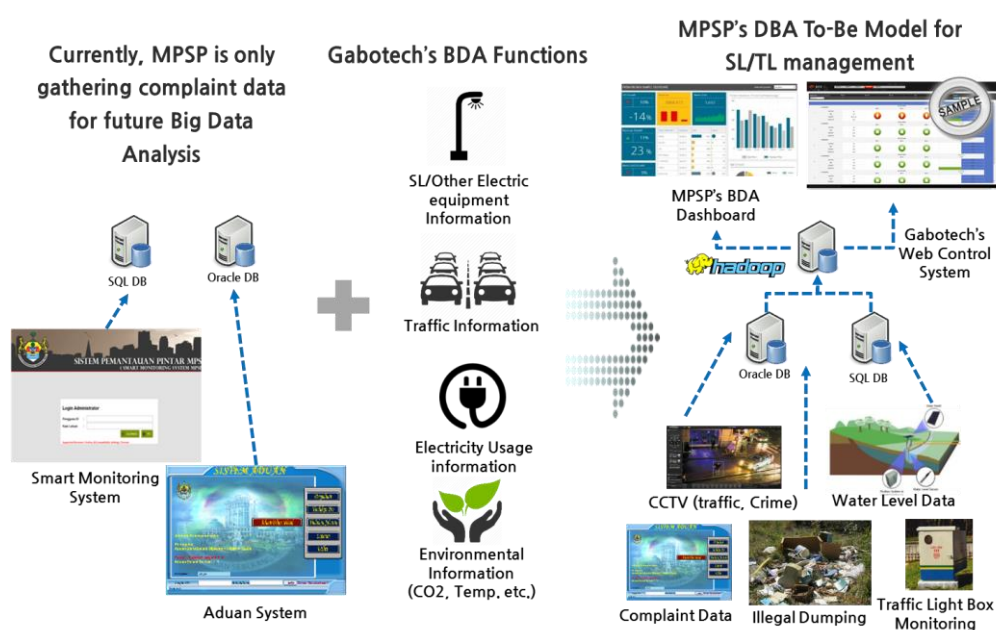 Currently, MPSP is only
gathering complaint data
for future Big Data
Analysis
SQL DB
Oracle DB
SISTEM PEMANTAUAN PINTAR MPS
( SMART MONITORING SYSTEM MPS
Login Administrator
Smart Monitoring
System
SISTEM ADUAN
Aduan System
Gabotech's BDA Functions
SL/Other Electric
equipment
Information
Traffic Information
Electricity Usage
information
Environmental
Information
(CO2, Temp. etc.)
MPSP's DBA To-Be Model for
SL/TL management
-14%
23 %
SAMPLE
MPSP's BDA
Dashboard
hadoop
Gabotech's
Web Control
System
Oracle DB
SQL DB
CCTV (traffic, Crime)
Water Level Data
Complaint Data
Illegal Dumping
Traffic Light Box
Monitoring